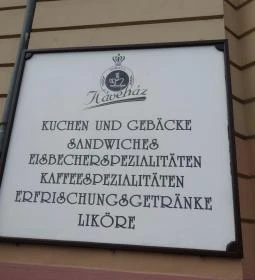 Kávéház
KUCHEN UND GEBÄCKE
SANDWICHES
EISBECHERSPEZIALITÄTEN
KAFFEESPEZIALITÄTEN
ERFRISCHUNGSGETRÄNKE
LIKÖRE